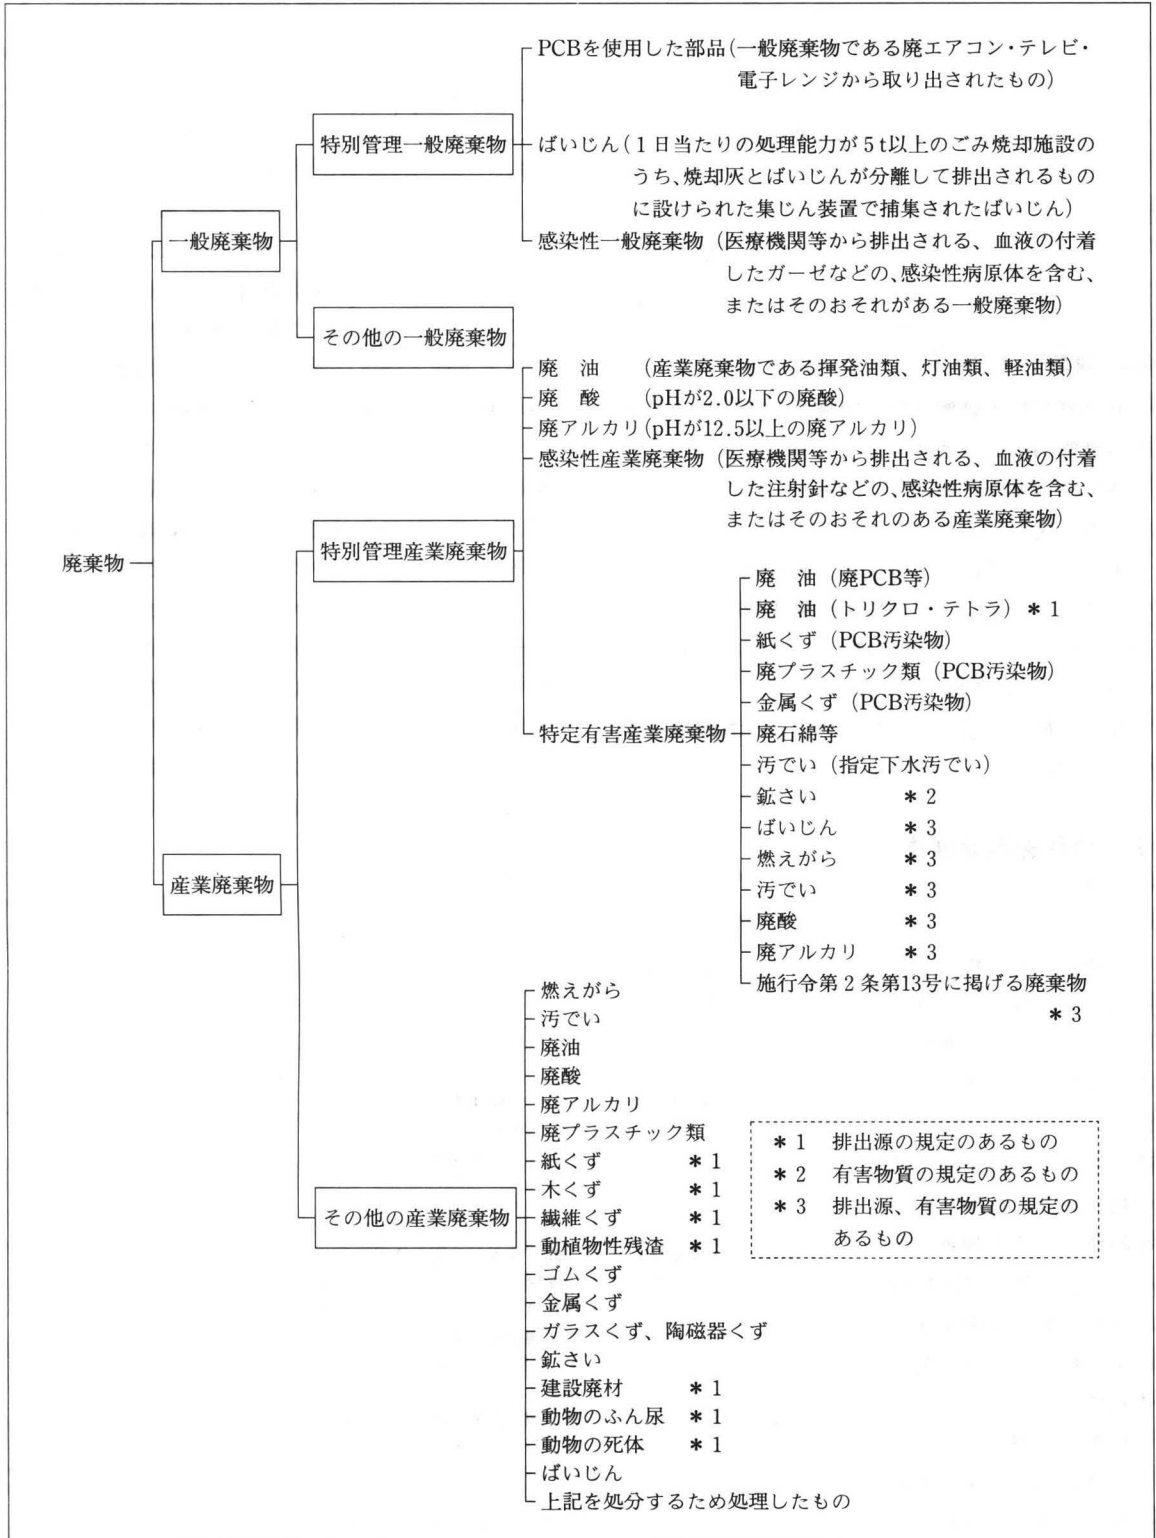 廃棄物
一般廃棄物
特別管理一般廃棄物
PCBを使用した部品(一般廃棄物である廃エアコン・テレビ・
電子レンジから取り出されたもの)
ばいじん(1日当たりの処理能力が5t以上のごみ焼却施設の
うち、焼却灰とばいじんが分離して排出されるもの
に設けられた集じん装置で捕集されたばいじん)
感染性一般廃棄物(医療機関等から排出される、血液の付着
したガーゼなどの、感染性病原体を含む、
またはそのおそれがある一般廃棄物)
その他の一般廃棄物
産業廃棄物
特別管理産業廃棄物
廃 油 (産業廃棄物である揮発油類、灯油類、軽油類)
廃 酸 (pHが2.0以下の廃酸)
廃アルカリ(pHが12.5以上の廃アルカリ)
感染性産業廃棄物(医療機関等から排出される、血液の付着
した注射針などの、感染性病原体を含む、
またはそのおそれのある産業廃棄物)
特定有害産業廃棄物
廃 油(廃PCB等)
廃 油(トリクロ・テトラ)*1
紙くず(PCB汚染物)
廃プラスチック類(PCB汚染物)
金属くず(PCB汚染物)
廃石綿等
汚でい(指定下水汚でい)
鉱さい *2
ばいじん *3
燃えがら *3
汚でい *3
廃酸 *3
廃アルカリ *3
施行令第2条第13号に掲げる廃棄物
*3
その他の産業廃棄物
燃えがら
汚でい
廃油
廃酸
廃アルカリ
廃プラスチック類
紙くず *1
木くず *1
繊維くず *1
動植物性残渣 *1
ゴムくず
金属くず
ガラスくず、陶磁器くず
鉱さい
建設廃材 *1
動物のふん尿 *1
動物の死体 *1
ばいじん
上記を処分するため処理したもの
*1 排出源の規定のあるもの
*2 有害物質の規定のあるもの
*3 排出源、有害物質の規定の
あるもの